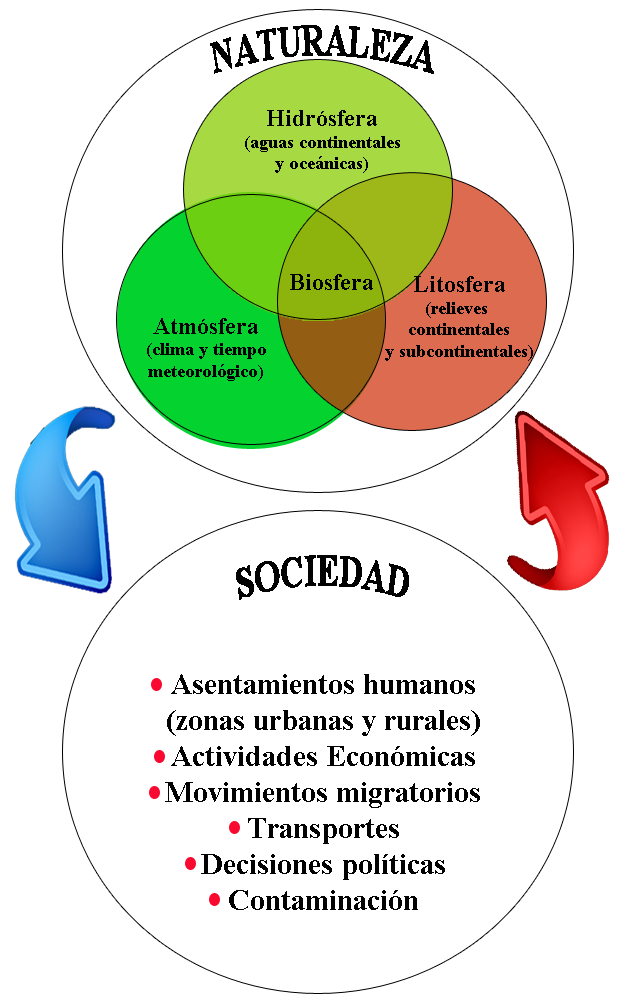 NATURALEZA
Hidrósfera
(aguas continentales
y oceánicas)
Biosfera
Litosfera
(relieves
continentales
y subcontinentales)
Atmósfera
(clima y tiempo
meteorológico)
SOCIEDAD
• Asentamientos humanos
(zonas urbanas y rurales)
• Actividades Económicas
• Movimientos migratorios
• Transportes
• Decisiones políticas
• Contaminación